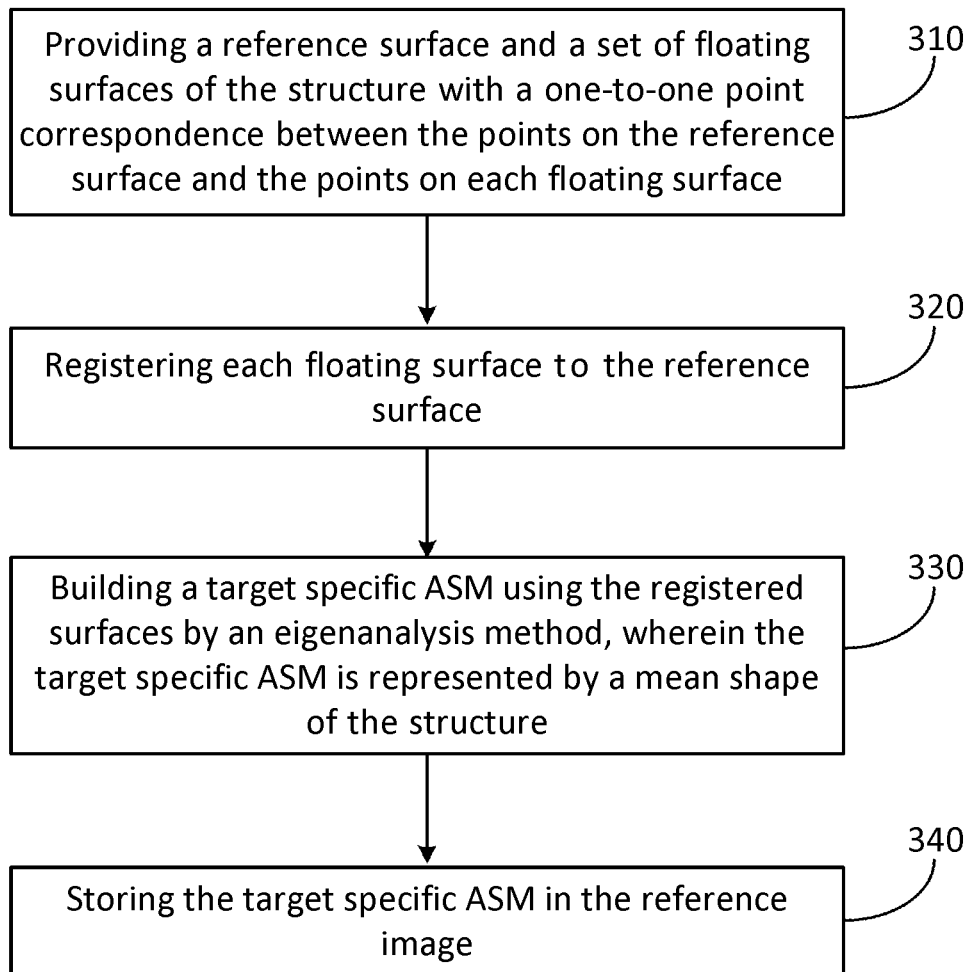 Providing a reference surface and a set of floating
surfaces of the structure with a one-to-one point
correspondence between the points on the reference
surface and the points on each floating surface
310
Registering each floating surface to the reference
surface
320
Building a target specific ASM using the registered
surfaces by an eigenanalysis method, wherein the
target specific ASM is represented by a mean shape
of the structure
330
Storing the target specific ASM in the reference
image
340